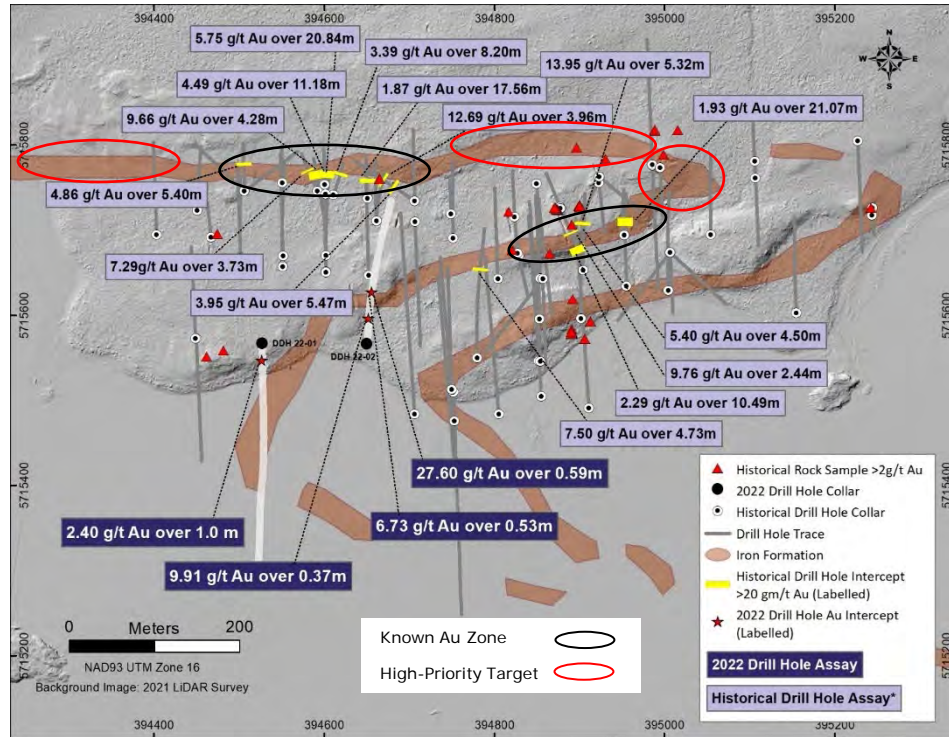 394400
394600
394800
395000
395200
5.75 g/t Au over 20.84m
3.39 g/t Au over 8.20m
13.95 g/t Au over 5.32m
4.49 g/t Au over 11.18m
1.87 g/t Au over 17.56m
1.93 g/t Au over 21.07m
9.66 g/t Au over 4.28m
12.69 g/t Au over 3.96m
N
W
E
S
5715800
5715800
4.86 g/t Au over 5.40m
7.29g/t Au over 3.73m
3.95 g/t Au over 5.47m
5715600
5715600
DDH 22-01
DDH 22-02
5.40 g/t Au over 4.50m
9.76 g/t Au over 2.44m
2.29 g/t Au over 10.49m
7.50 g/t Au over 4.73m
27.60 g/t Au over 0.59m
5715400
5715400
2.40 g/t Au over 1.0 m
6.73 g/t Au over 0.53m
9.91 g/t Au over 0.37m
Historical Rock Sample >2g/t Au
2022 Drill Hole Collar
Historical Drill Hole Collar
Drill Hole Trace
Iron Formation
Historical Drill Hole Intercept
>20 gm/t Au (Labelled)
2022 Drill Hole Au Intercept
(Labelled)
2022 Drill Hole Assay
Historical Drill Hole Assay*
0 Meters 200
NAD93 UTM Zone 16
Background Image: 2021 LiDAR Survey
Known Au Zone
High-Priority Target
5715200
5715200
394400
394600
394800
395000
395200